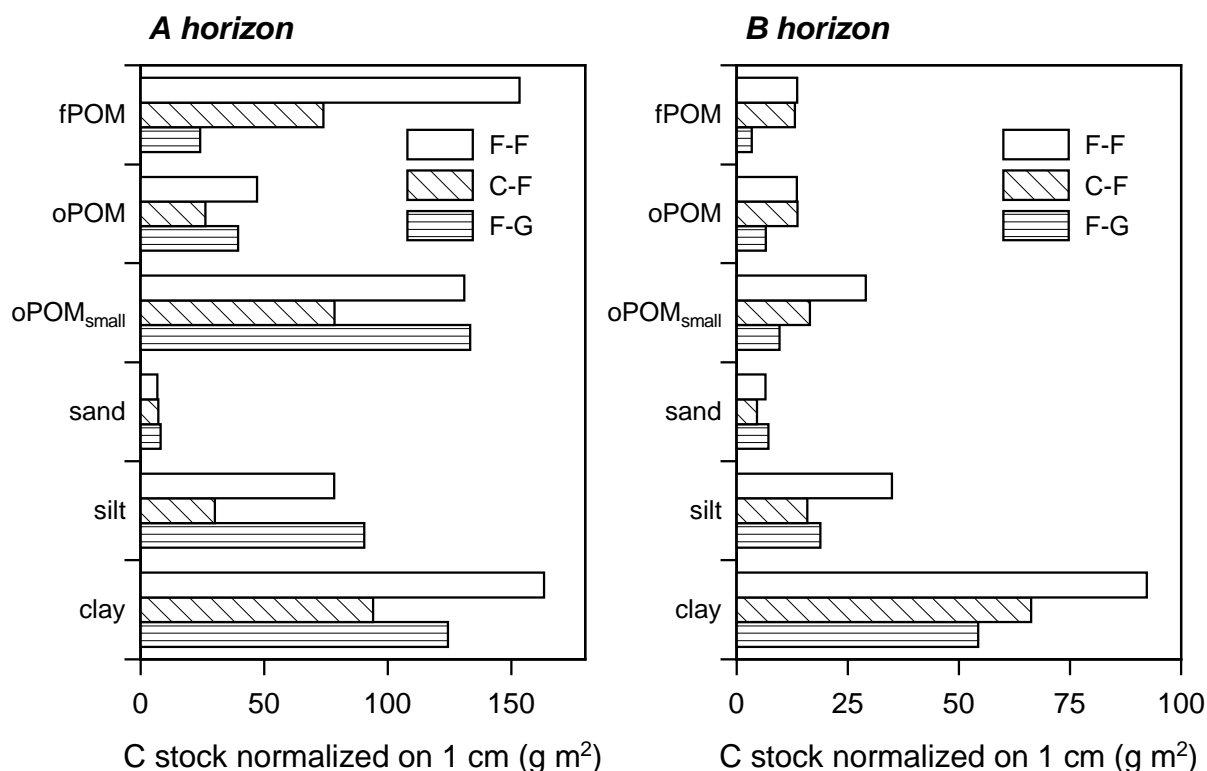 A horizon
fPOM
oPOM
oPOMsmall
sand
silt
clay
F-F
C-F
F-G
0 50 100 150
C stock normalized on 1 cm (g m²)
B horizon
fPOM
oPOM
oPOMsmall
sand
silt
clay
F-F
C-F
F-G
0 25 50 75 100
C stock normalized on 1 cm (g m²)